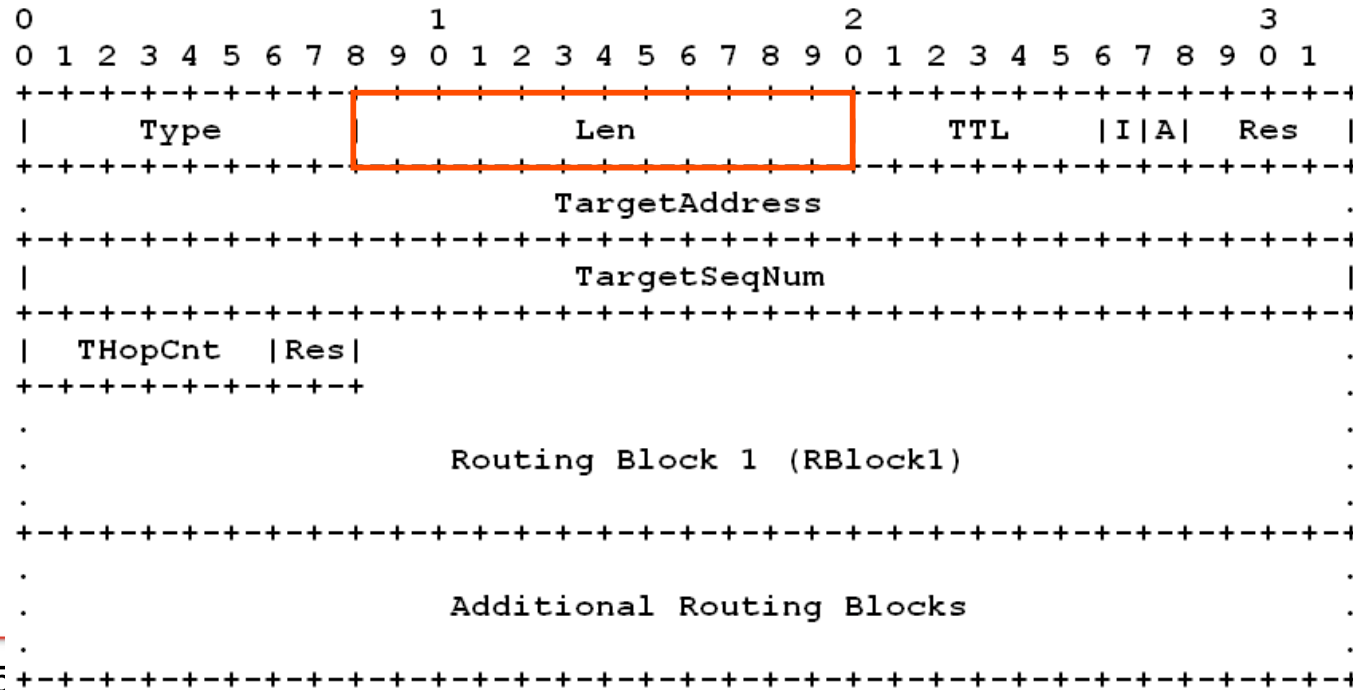 0                   1                   2                   3
0 1 2 3 4 5 6 7 8 9 0 1 2 3 4 5 6 7 8 9 0 1 2 3 4 5 6 7 8 9 0 1
+-+-+-+-+-+-+-+-+-+-+-+-+-+-+-+-+-+-+-+-+-+-+-+-+-+-+-+-+-+-+-+-+
|     Type      |          Len          |    TTL    |I|A|  Res  |
+-+-+-+-+-+-+-+-+-+-+-+-+-+-+-+-+-+-+-+-+-+-+-+-+-+-+-+-+-+-+-+-+
.                         TargetAddress                         .
+-+-+-+-+-+-+-+-+-+-+-+-+-+-+-+-+-+-+-+-+-+-+-+-+-+-+-+-+-+-+-+-+
|                          TargetSeqNum                         |
+-+-+-+-+-+-+-+-+-+-+-+-+-+-+-+-+-+-+-+-+-+-+-+-+-+-+-+-+-+-+-+-+
|  THopCnt  |Res|                                               .
+-+-+-+-+-+-+-+-+                                               .
.                                                               .
.                    Routing Block 1 (RBlock1)                  .
.                                                               .
+-+-+-+-+-+-+-+-+-+-+-+-+-+-+-+-+-+-+-+-+-+-+-+-+-+-+-+-+-+-+-+-+
.                                                               .
.                    Additional Routing Blocks                  .
.                                                               .
+-+-+-+-+-+-+-+-+-+-+-+-+-+-+-+-+-+-+-+-+-+-+-+-+-+-+-+-+-+-+-+-+